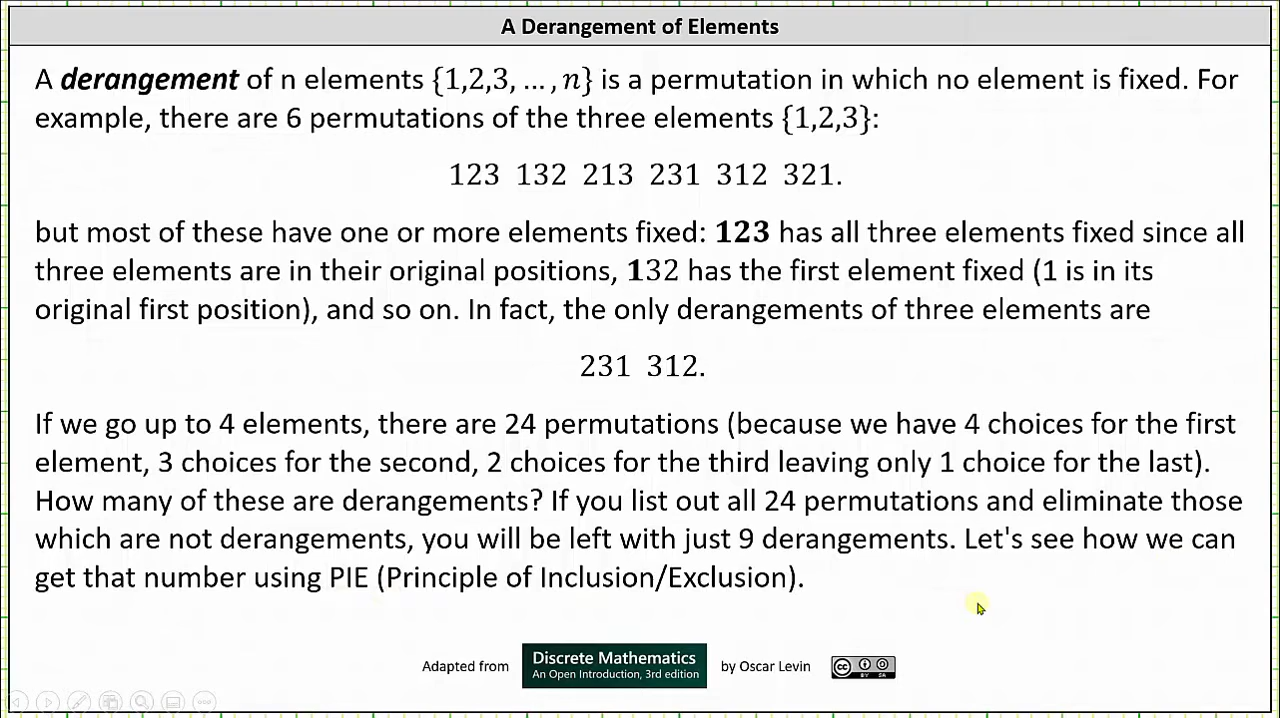 A Derangement of Elements
A derangement of n elements {1,2,3, … , n} is a permutation in which no element is fixed. For
example, there are 6 permutations of the three elements {1,2,3}:
123 132 213 231 312 321.
but most of these have one or more elements fixed: 123 has all three elements fixed since all
three elements are in their original positions, 132 has the first element fixed (1 is in its
original first position), and so on. In fact, the only derangements of three elements are
231 312.
If we go up to 4 elements, there are 24 permutations (because we have 4 choices for the first
element, 3 choices for the second, 2 choices for the third leaving only 1 choice for the last).
How many of these are derangements? If you list out all 24 permutations and eliminate those
which are not derangements, you will be left with just 9 derangements. Let's see how we can
get that number using PIE (Principle of Inclusion/Exclusion).
Adapted from
Discrete Mathematics
An Open Introduction, 3rd edition
by Oscar Levin
cc
BY SA